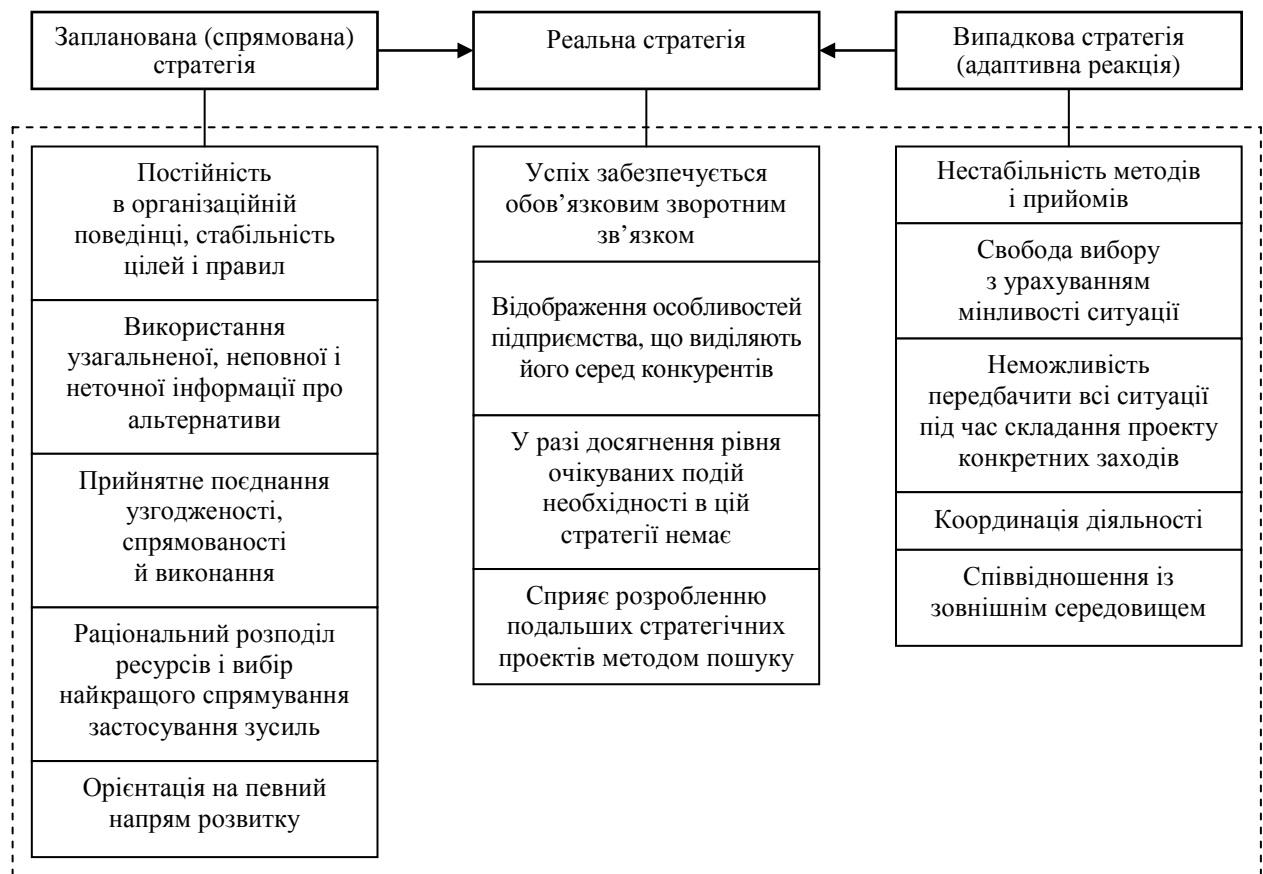 Запланована (спрямована)
стратегія
Реальна стратегія
Випадкова стратегія
(адаптивна реакція)
Постійність
в організаційній
поведінці, стабільність
цілей і правил
Використання
узагальненої, неповної і
неточної інформації про
альтернативи
Прийнятне поєднання
узгодженості,
спрямованості
й виконання
Раціональний розподіл
ресурсів і вибір
найкращого спрямування
застосування зусиль
Орієнтація на певний
напрям розвитку
Успіх забезпечується
обов’язковим зворотним
зв’язком
Відображення особливостей
підприємства, що виділяють
його серед конкурентів
У разі досягнення рівня
очікуваних подій
необхідності в цій
стратегії немає
Сприяє розробленню
подальших стратегічних
проектів методом пошуку
Нестабільність методів
і прийомів
Свобода вибору
з урахуванням
мінливості ситуації
Неможливість
передбачити всі ситуації
під час складання проекту
конкретних заходів
Координація діяльності
Співвідношення із
зовнішнім середовищем